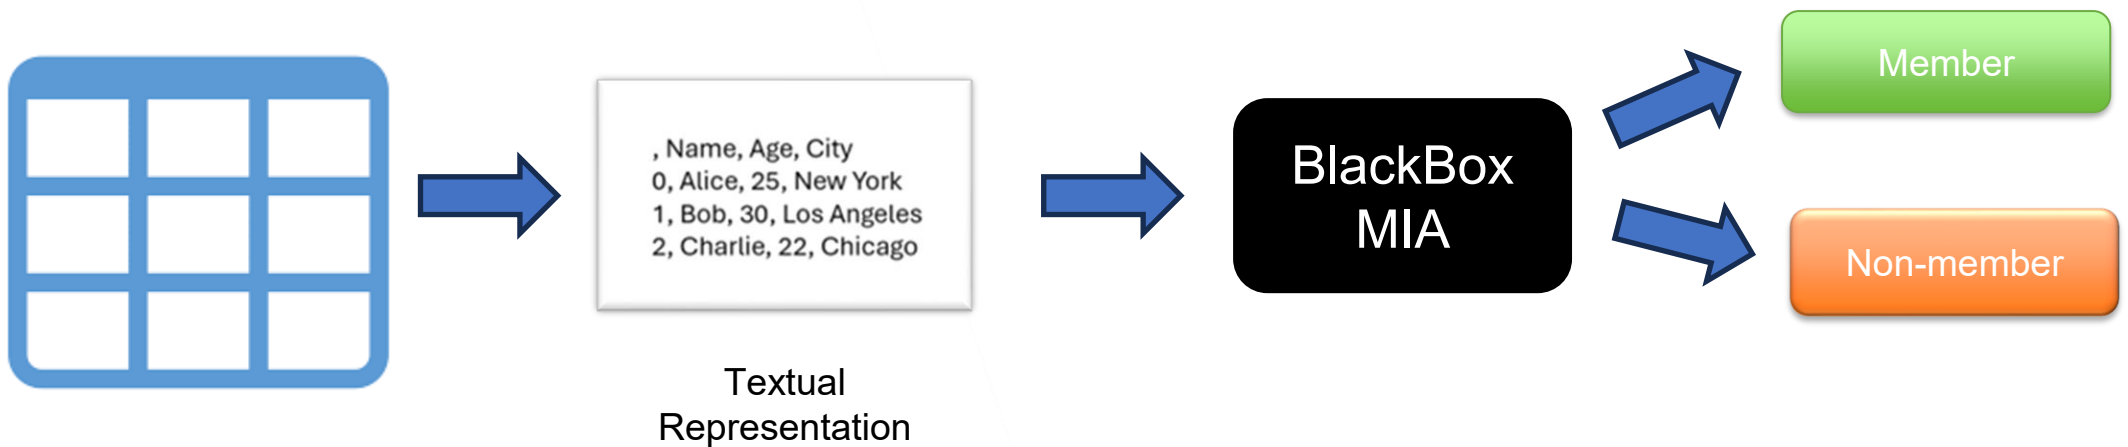 , Name, Age, City
0, Alice, 25, New York
1, Bob, 30, Los Angeles
2, Charlie, 22, Chicago
Textual
Representation
BlackBox
MIA
Member
Non-member